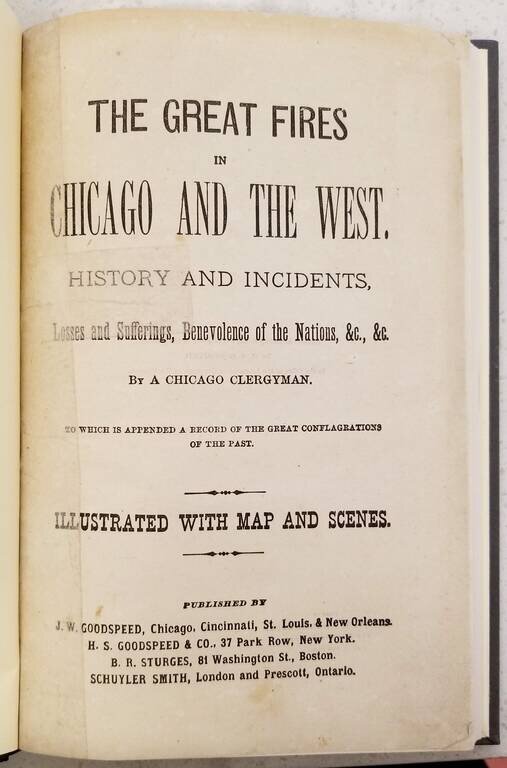 THE GREAT FIRES
IN
CHICAGO AND THE WEST.
HISTORY AND INCIDENTS,
Losses and Sufferings, Benevolence of the Nations, &c., &c.
BY A CHICAGO CLERGYMAN.
TO WHICH IS APPENDED A RECORD OF THE GREAT CONFLAGRATIONS
OF THE PAST.
ILLUSTRATED WITH MAP AND SCENES.
PUBLISHED BY
J. W. GOODSPEED, Chicago, Cincinnati, St. Louis, & New Orleans.
H. S. GOODSPEED & CO., 37 Park Row, New York.
B. R. STURGES, 81 Washington St., Boston.
SCHUYLER SMITH, London and Prescott, Ontario.